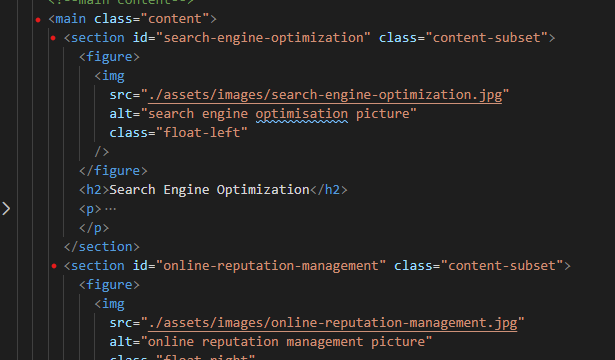 <!--main content-->
<main class="content">
<section id="search-engine-optimization" class="content-subset">
<figure>
<img
src="./assets/images/search-engine-optimization.jpg"
alt="search engine optimisation picture"
class="float-left"
/>
</figure>
<h2>Search Engine Optimization</h2>
<p>···
</p>
</section>
<section id="online-reputation-management" class="content-subset">
<figure>
<img
src="./assets/images/online-reputation-management.jpg"
alt="online reputation management picture"
class="float-right"